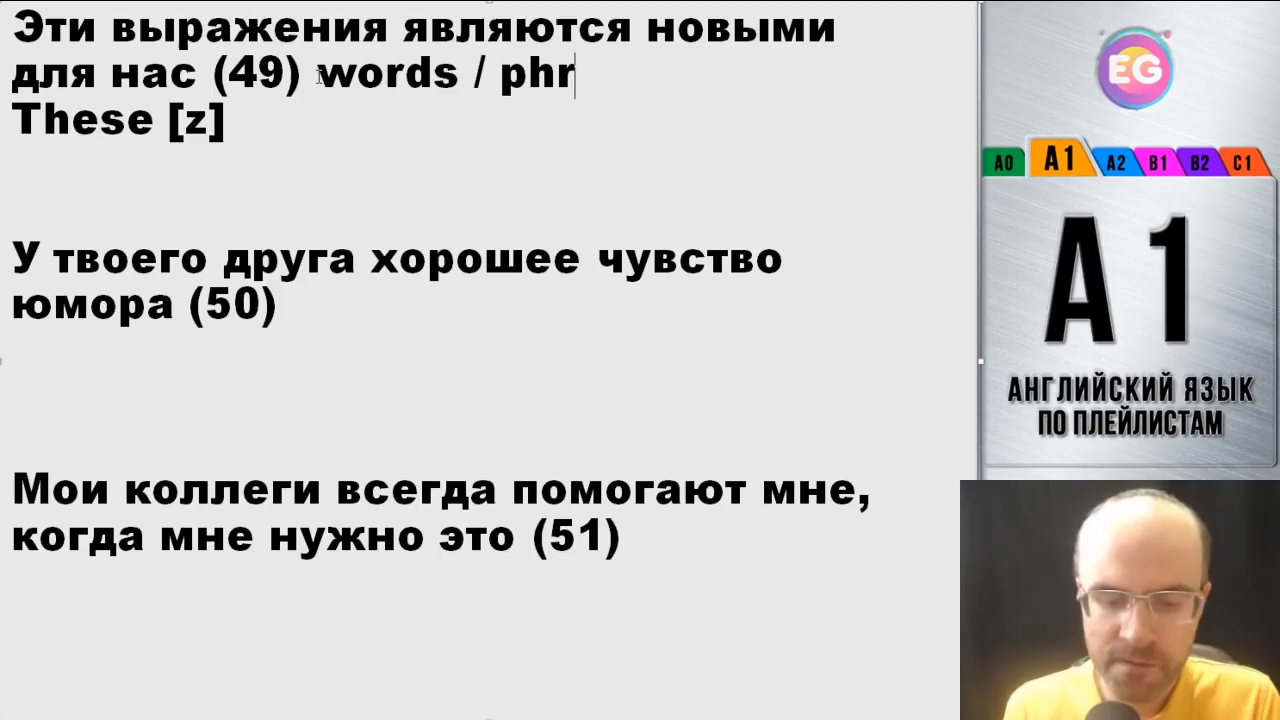 Эти выражения являются новыми
для нас (49) words / phr
These [z]
У твоего друга хорошее чувство
юмора (50)
Мои коллеги всегда помогают мне,
когда мне нужно это (51)
EG
A0 A1 A2 B1 B2 C1
A 1
АНГЛИЙСКИЙ ЯЗЫК
ПО ПЛЕЙЛИСТАМ